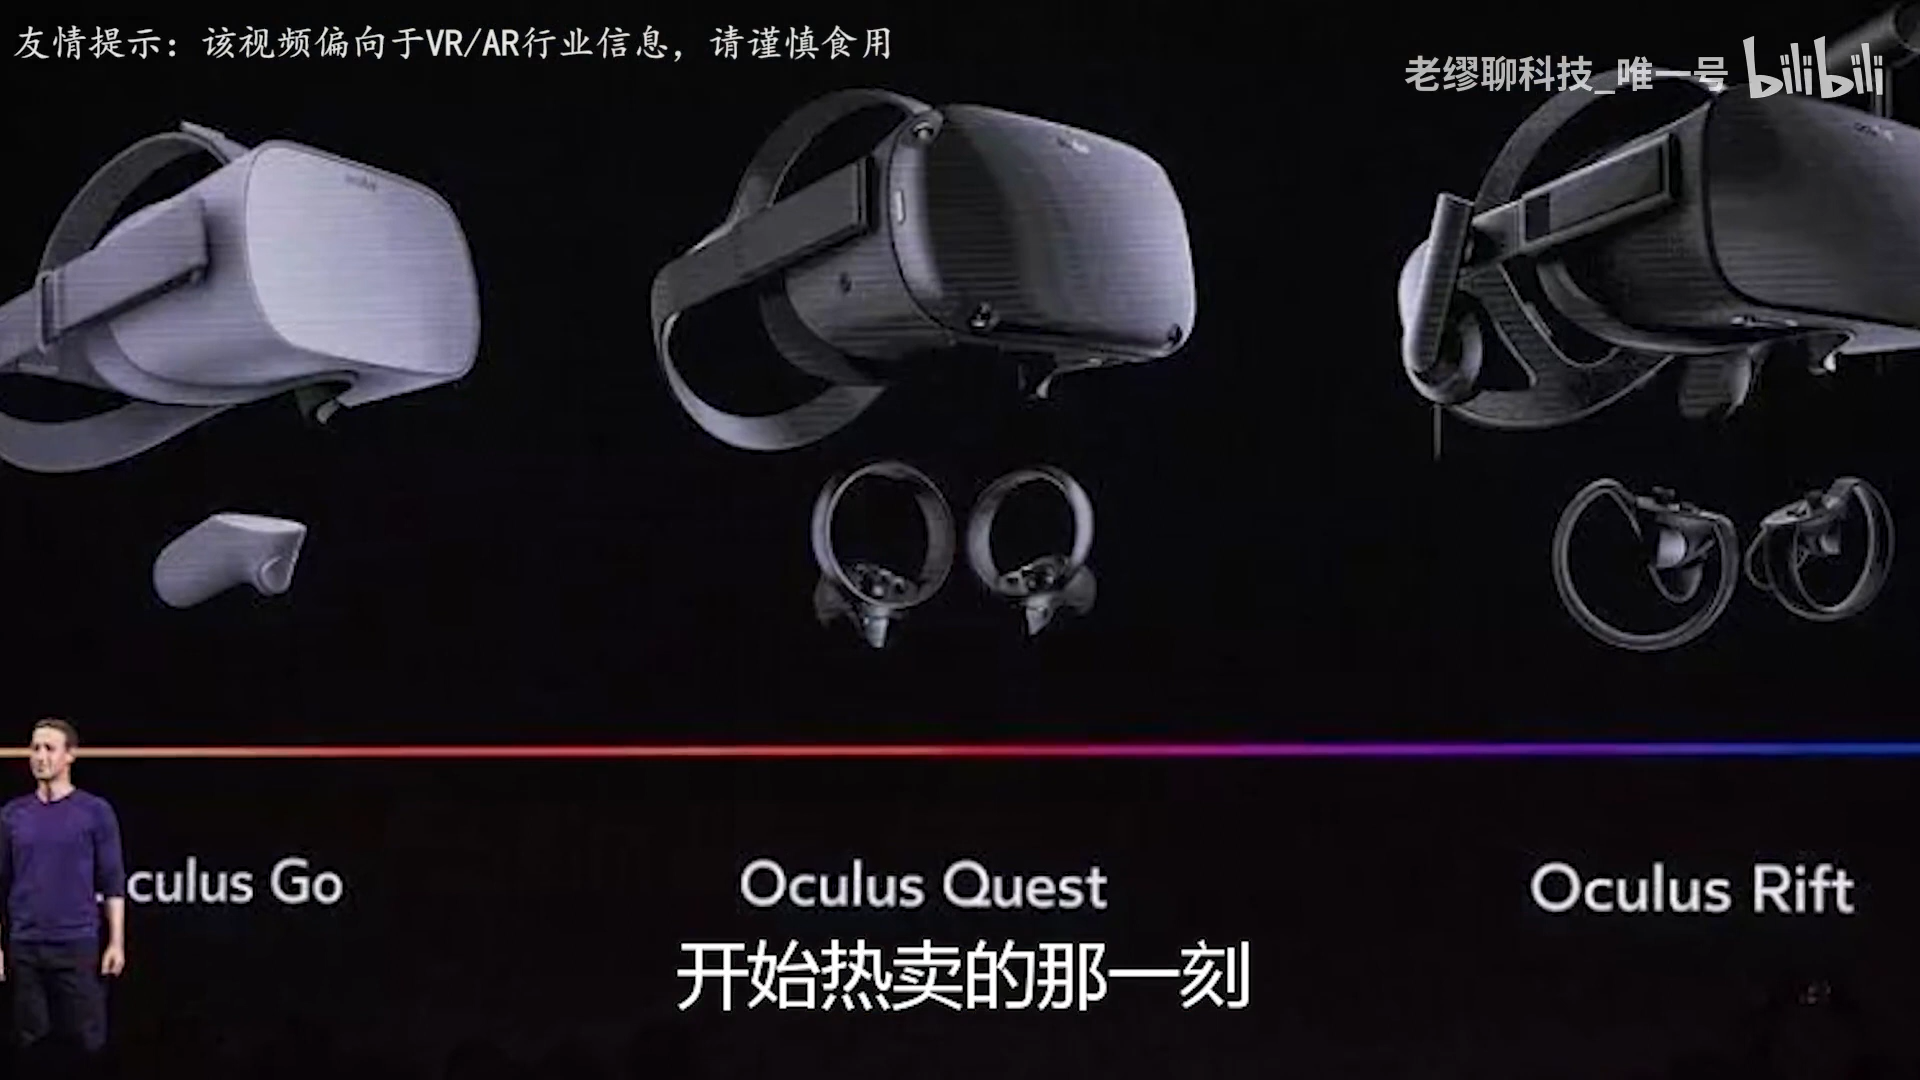 友情提示：该视频偏向于VR/AR行业信息，请谨慎食用
老缪聊科技_唯一号 bilibili
culus Go
Oculus Quest
Oculus Rift
开始热卖的那一刻